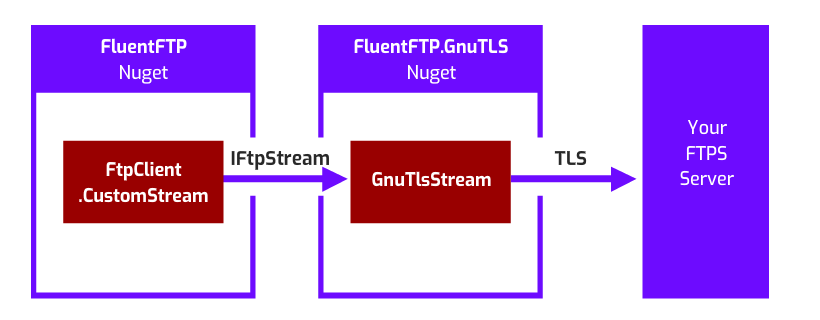 FluentFTP
Nuget
FtpClient
.CustomStream
IFtpStream
FluentFTP.GnuTLS
Nuget
GnuTlsStream
TLS
Your
FTPS
Server